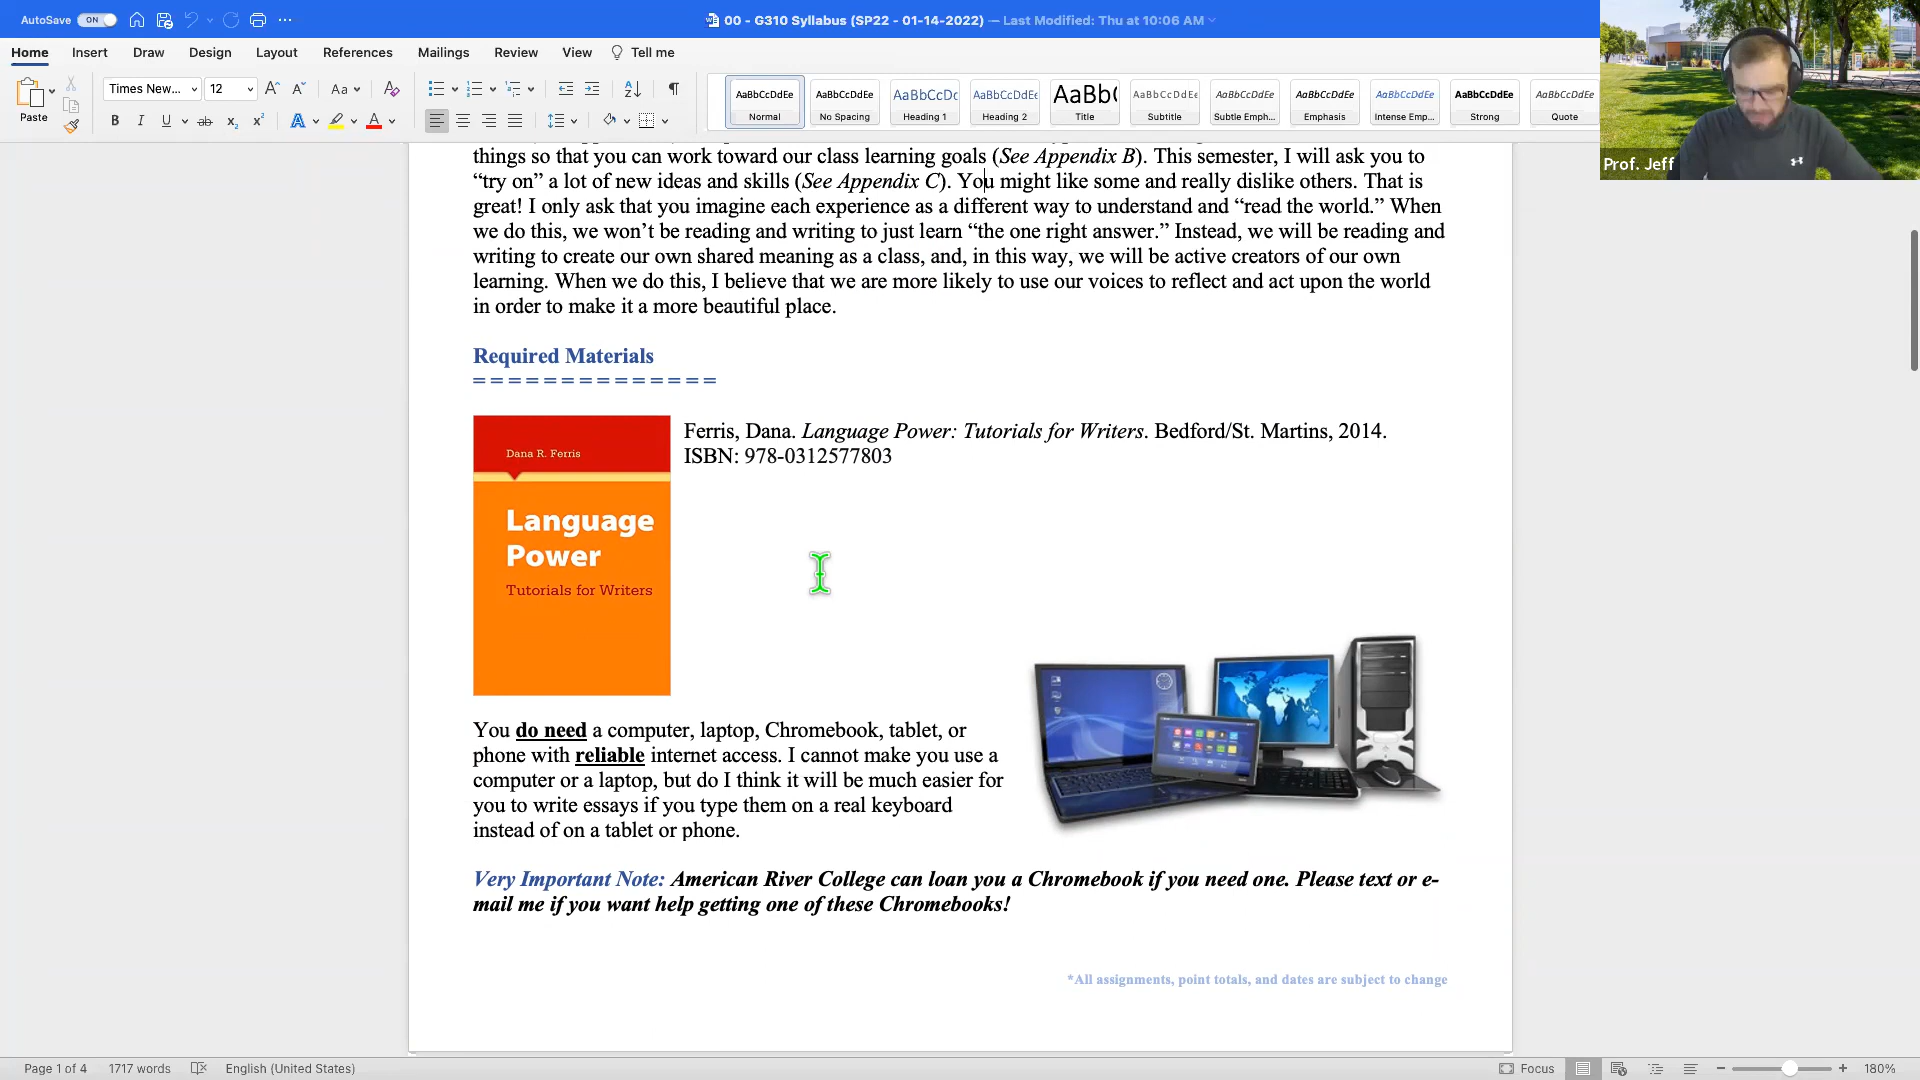 AutoSave ON
00 - G310 Syllabus (SP22 - 01-14-2022) — Last Modified: Thu at 10:06 AM
Home Insert Draw Design Layout References Mailings Review View Tell me
Paste
Times New... 12
Aa
B I U ab x2 x2 A A
AaBbCcDdEe AaBbCcDdEe AaBbCcDc AaBbCcDdEe AaBb( AaBbCcDdEe AaBbCcDdEe AaBbCcDdEe AaBbCcDdEe AaBbCcDdEe AaBbCcDdEe
Normal No Spacing Heading 1 Heading 2 Title Subtitle Subtle Emph... Emphasis Intense Emp... Strong Quote
Prof. Jeff
things so that you can work toward our class learning goals (See Appendix B). This semester, I will ask you to
“try on” a lot of new ideas and skills (See Appendix C). You might like some and really dislike others. That is
great! I only ask that you imagine each experience as a different way to understand and “read the world.” When
we do this, we won’t be reading and writing to just learn “the one right answer.” Instead, we will be reading and
writing to create our own shared meaning as a class, and, in this way, we will be active creators of our own
learning. When we do this, I believe that we are more likely to use our voices to reflect and act upon the world
in order to make it a more beautiful place.
Required Materials
= = = = = = = = = = = = = =
Dana R. Ferris
Language
Power
Tutorials for Writers
Ferris, Dana. Language Power: Tutorials for Writers. Bedford/St. Martins, 2014.
ISBN: 978-0312577803
You do need a computer, laptop, Chromebook, tablet, or
phone with reliable internet access. I cannot make you use a
computer or a laptop, but do I think it will be much easier for
you to write essays if you type them on a real keyboard
instead of on a tablet or phone.
Very Important Note: American River College can loan you a Chromebook if you need one. Please text or e-
mail me if you want help getting one of these Chromebooks!
*All assignments, point totals, and dates are subject to change
Page 1 of 4 1717 words English (United States) Focus 180%